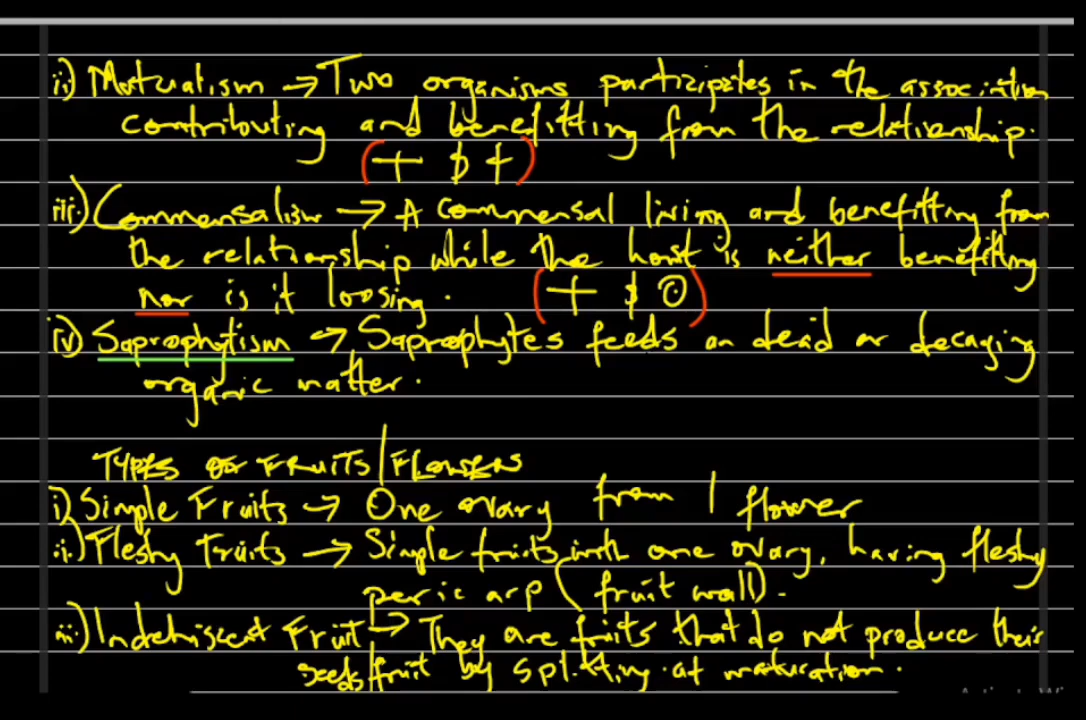 ii) Mutualism → Two organisms participates in the association
contributing and benefitting from the relationship.
(+ $ +)
iii.) Commensalism → A commensal living and benefitting from
the relationship while the host is neither benefitting
nor is it loosing. (+ $ 0)
iv) Saprophytism → Saprophytes feeds on dead or decaying
organic matter.
TYPES OF FRUITS/FLOWERS
i) Simple Fruits → One ovary from 1 flower
ii.) Fleshy Fruits → Simple fruits with one ovary, having fleshy
pericarp (fruit wall).
iii.) Indehiscent Fruit → They are fruits that do not produce their
seeds/fruit by splitting at maturation.